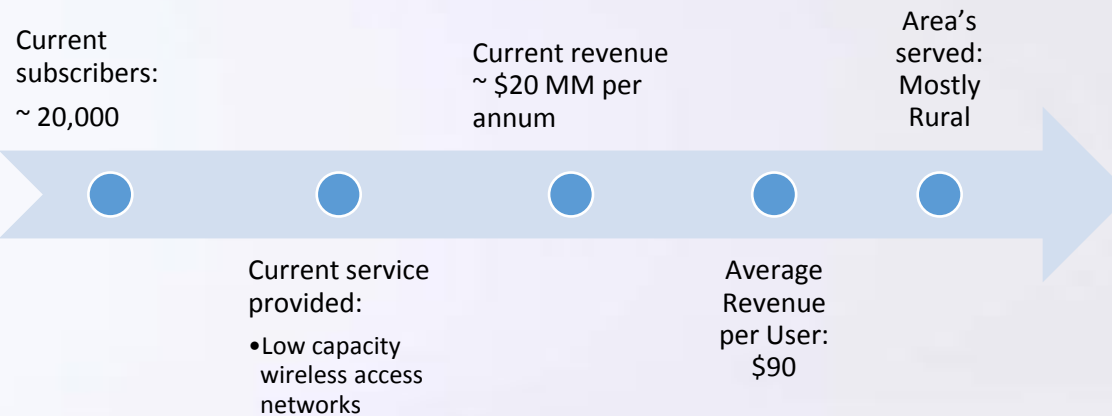 Current
subscribers:
~ 20,000
Current service
provided:
•Low capacity
wireless access
networks
Current revenue
~ $20 MM per
annum
Average
Revenue
per User:
$90
Area’s
served:
Mostly
Rural